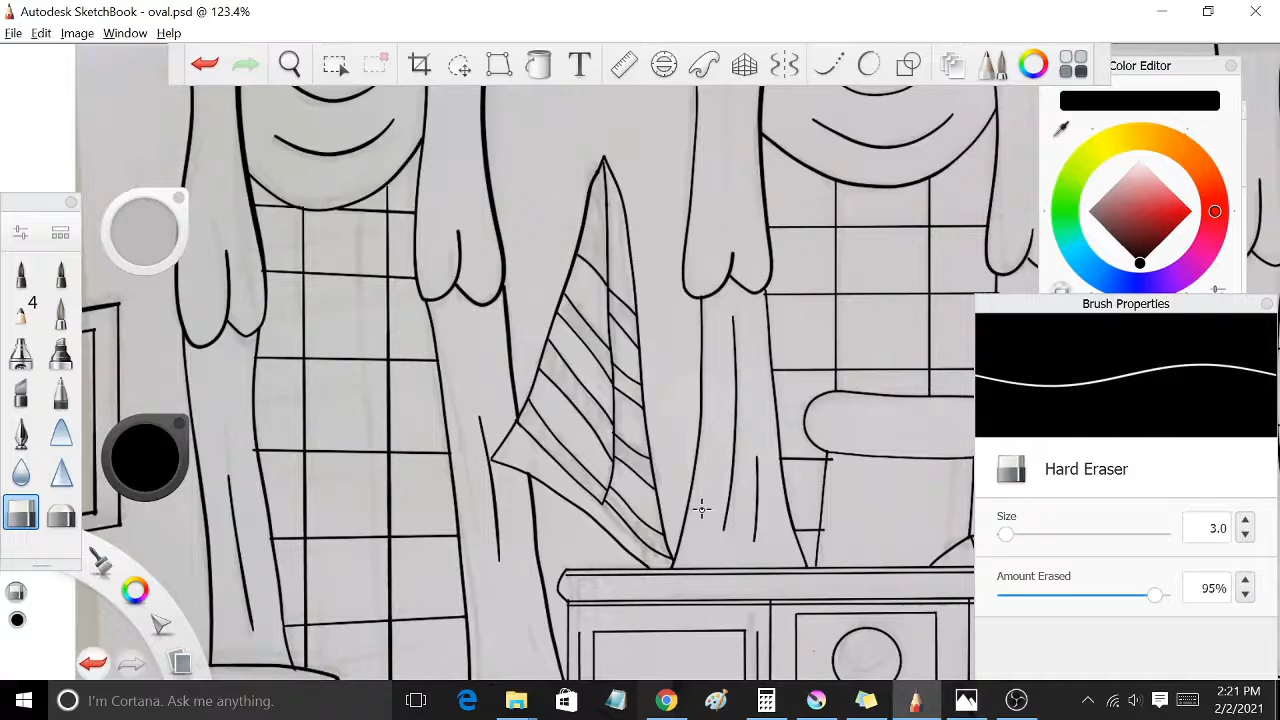 Autodesk SketchBook - oval.psd @ 123.4%
File Edit Image Window Help
T
Color Editor
4
Brush Properties
Hard Eraser
Size
3.0
Amount Erased
95%
I'm Cortana. Ask me anything.
2:21 PM
2/2/2021